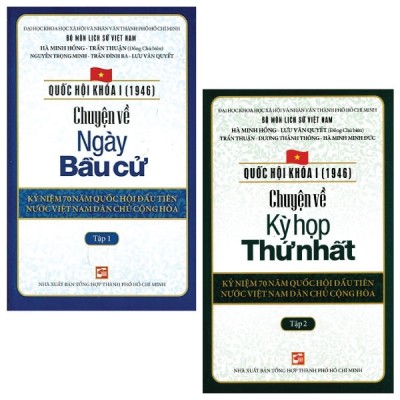 ĐẠI HỌC KHOA HỌC XÃ HỘI VÀ NHÂN VĂN THÀNH PHỐ HỒ CHÍ MINH
BỘ MÔN LỊCH SỬ VIỆT NAM
HÀ MINH HỒNG - TRẦN THUẬN (Đồng Chủ biên)
NGUYỄN TRỌNG MINH - TRẦN ĐÌNH BA - LƯU VĂN QUYẾT
QUỐC HỘI KHÓA I (1946)
Chuyện về
Ngày
Bầu cử
KỶ NIỆM 70 NĂM QUỐC HỘI ĐẦU TIÊN
NƯỚC VIỆT NAM DÂN CHỦ CỘNG HÒA
Tập 1
NHÀ XUẤT BẢN TỔNG HỢP THÀNH PHỐ HỒ CHÍ MINH
ĐẠI HỌC KHOA HỌC XÃ HỘI VÀ NHÂN VĂN THÀNH PHỐ HỒ CHÍ MINH
BỘ MÔN LỊCH SỬ VIỆT NAM
HÀ MINH HỒNG - LƯU VĂN QUYẾT (Đồng Chủ biên)
TRẦN THUẬN - DƯƠNG THÀNH THÔNG - HÀ MINH MINH ĐỨC
QUỐC HỘI KHÓA I (1946)
Chuyện về
Kỳ họp
Thứ nhất
KỶ NIỆM 70 NĂM QUỐC HỘI ĐẦU TIÊN
NƯỚC VIỆT NAM DÂN CHỦ CỘNG HÒA
Tập 2
NHÀ XUẤT BẢN TỔNG HỢP THÀNH PHỐ HỒ CHÍ MINH